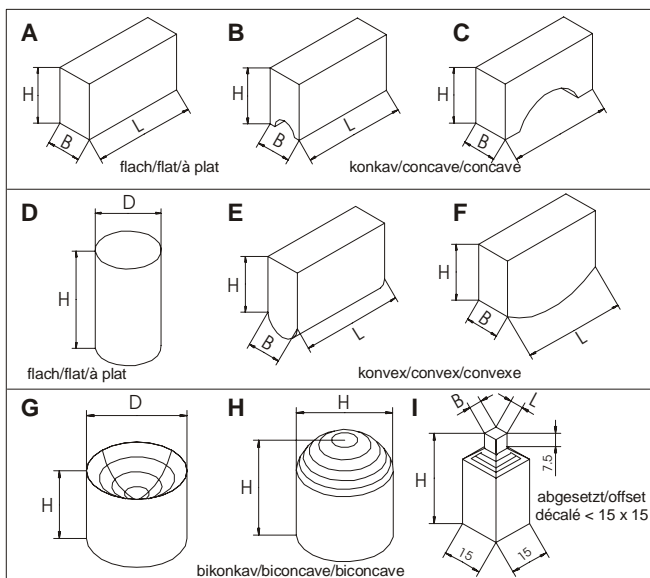 A
B
C
H
B
L
H
B
L
H
B
flach/flat/à plat
konkav/concave/concave
D
E
F
D
H
H
B
L
H
B
L
flach/flat/à plat
konvex/convex/convexe
G
H
I
D
H
H
H
B
L
H
7.5
15
15
abgesetzt/offset
décalé < 15 x 15
bikonkav/biconcave/biconcave